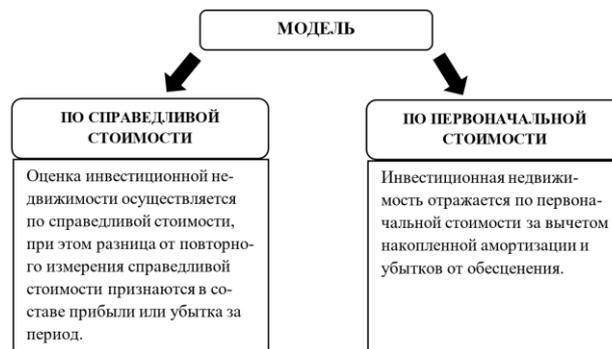 МОДЕЛЬ
ПО СПРАВЕДЛИВОЙ
СТОИМОСТИ
Оценка инвестиционной не-
движимости осуществляется
по справедливой стоимости,
при этом разница от повторно-
го измерения справедливой
стоимости признаются в со-
ставе прибыли или убытка за
период.
ПО ПЕРВОНАЧАЛЬНОЙ
СТОИМОСТИ
Инвестиционная недвижи-
мость отражается по первона-
чальной стоимости за вычетом
накопленной амортизации и
убытков от обесценения.